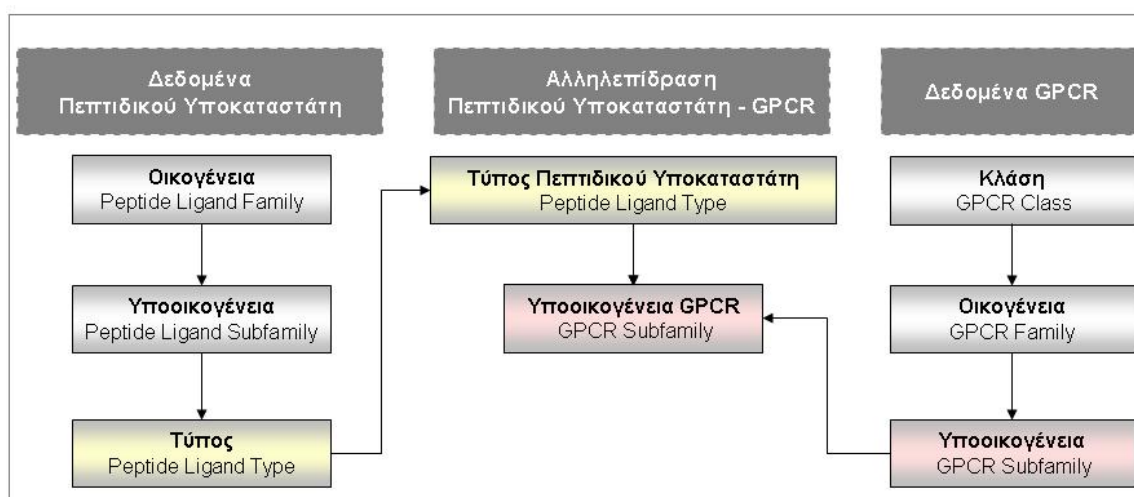 Δεδομένα
Πεπτιδικού Υποκαταστάτη
Οικογένεια
Peptide Ligand Family
Υποοικογένεια
Peptide Ligand Subfamily
Τύπος
Peptide Ligand Type
Αλληλεπίδραση
Πεπτιδικού Υποκαταστάτη - GPCR
Τύπος Πεπτιδικού Υποκαταστάτη
Peptide Ligand Type
Υποοικογένεια GPCR
GPCR Subfamily
Δεδομένα GPCR
Κλάση
GPCR Class
Οικογένεια
GPCR Family
Υποοικογένεια
GPCR Subfamily